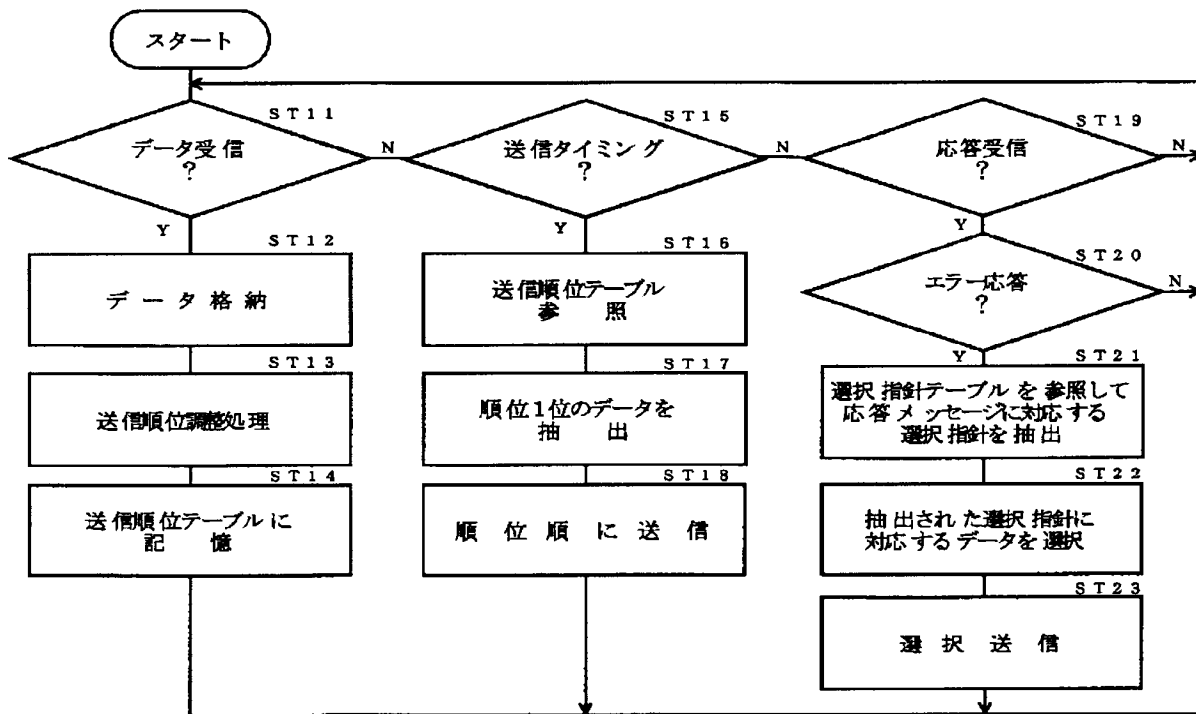 スタート
ST11
データ受信
?
N
Y
ST12
データ格納
ST13
送信順位調整処理
ST14
送信順位テーブルに
記憶
ST15
送信タイミング
?
N
Y
ST16
送信順位テーブル
参照
ST17
順位1位のデータを
抽出
ST18
順位順に送信
ST19
応答受信
?
N
Y
ST20
エラー応答
?
N
Y
ST21
選択指針テーブルを参照して
応答メッセージに対応する
選択指針を抽出
ST22
抽出された選択指針に
対応するデータを選択
ST23
選択送信